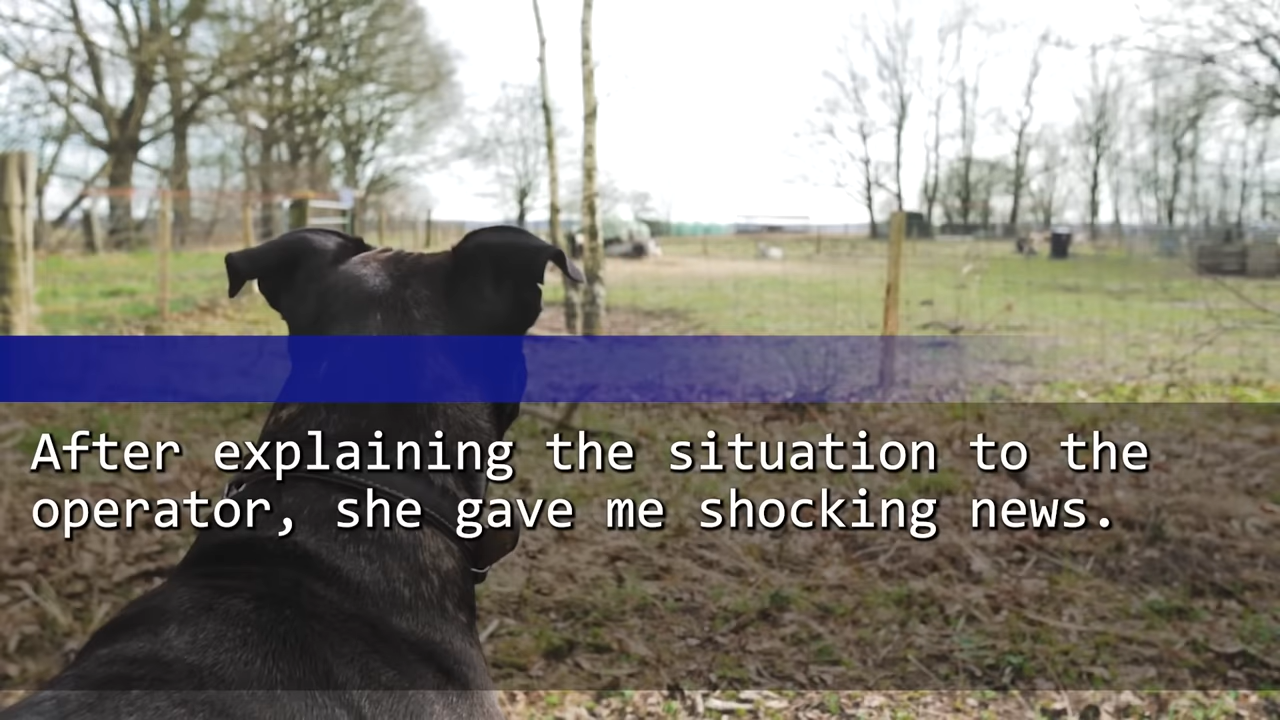 After explaining the situation to the
operator, she gave me shocking news.